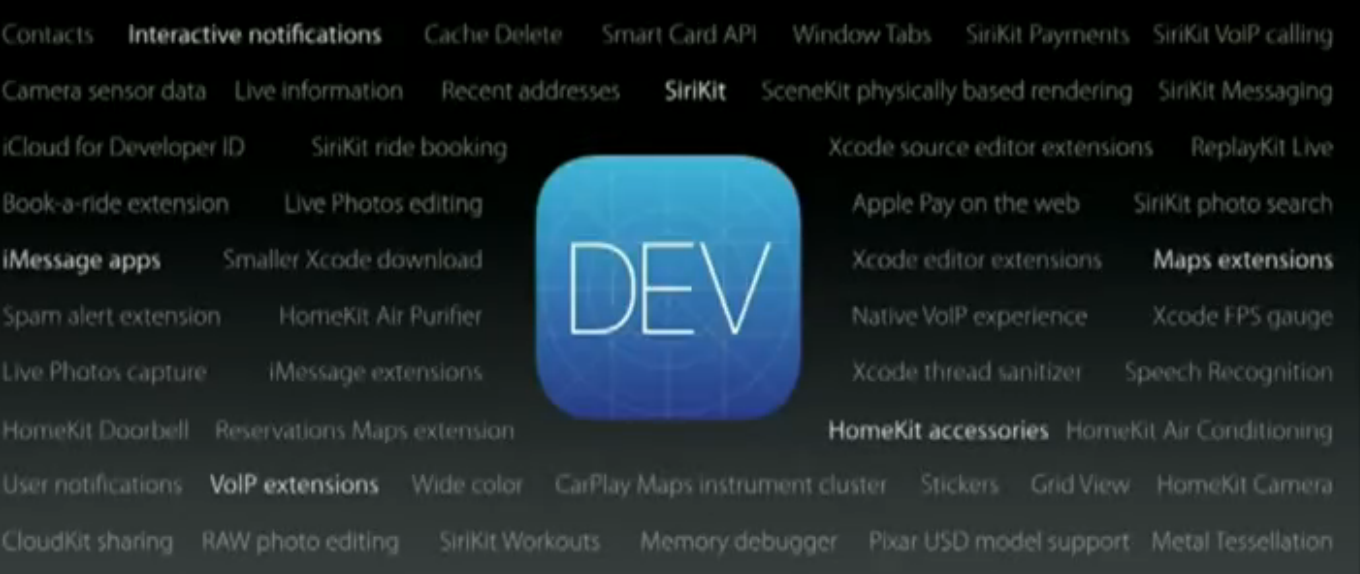 Contacts Interactive notifications Cache Delete Smart Card API Window Tabs SiriKit Payments SiriKit VoIP calling
Camera sensor data Live information Recent addresses SiriKit SceneKit physically based rendering SiriKit Messaging
iCloud for Developer ID SiriKit ride booking Xcode source editor extensions ReplayKit Live
Book-a-ride extension Live Photos editing Apple Pay on the web SiriKit photo search
iMessage apps Smaller Xcode download DEV Xcode editor extensions Maps extensions
Spam alert extension HomeKit Air Purifier Native VoIP experience Xcode FPS gauge
Live Photos capture iMessage extensions Xcode thread sanitizer Speech Recognition
HomeKit Doorbell Reservations Maps extension HomeKit accessories HomeKit Air Conditioning
User notifications VoIP extensions Wide color CarPlay Maps instrument cluster Stickers Grid View HomeKit Camera
CloudKit sharing RAW photo editing SiriKit Workouts Memory debugger Pixar USD model support Metal Tessellation